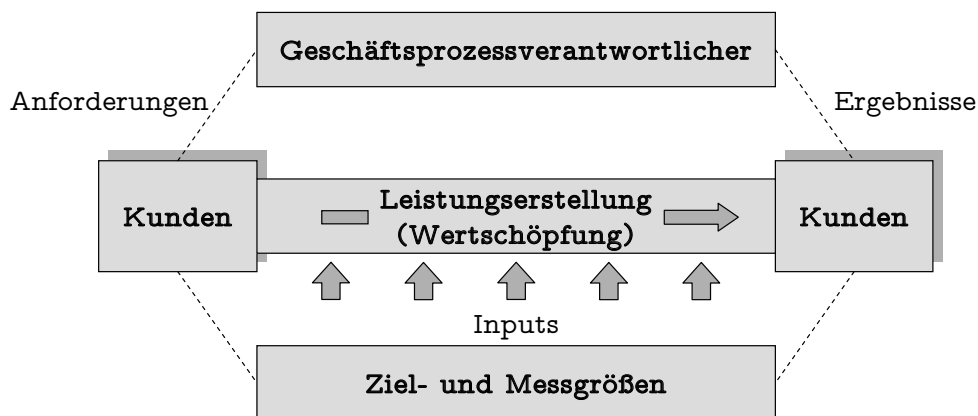 Geschäftsprozessverantwortlicher
Anforderungen
Ergebnisse
Kunden
Leistungserstellung
(Wertschöpfung)
Kunden
Inputs
Ziel- und Messgrößen